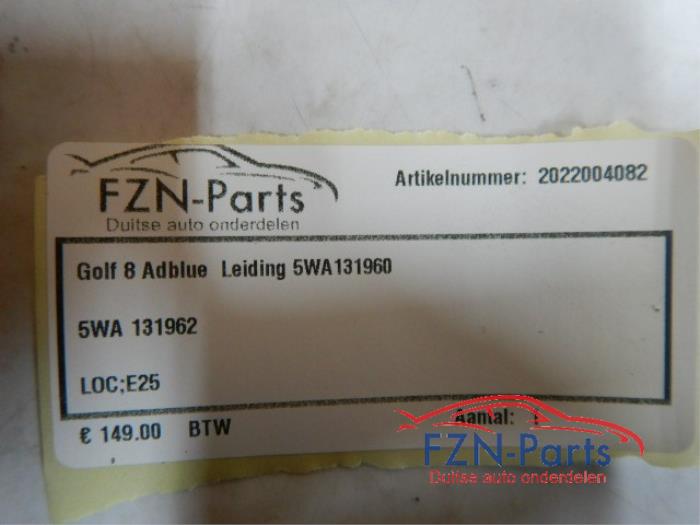 FZN-Parts
Duitse auto onderdelen
Artikelnummer: 2022004082
Golf 8 Adblue Leiding 5WA131960
5WA 131962
LOC;E25
€ 149.00 BTW
Aantal:
FZN-Parts
Duitse auto onderdelen